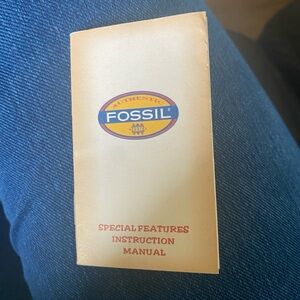 AUTHENTIC
FOSSIL
SPECIAL FEATURES
INSTRUCTION
MANUAL